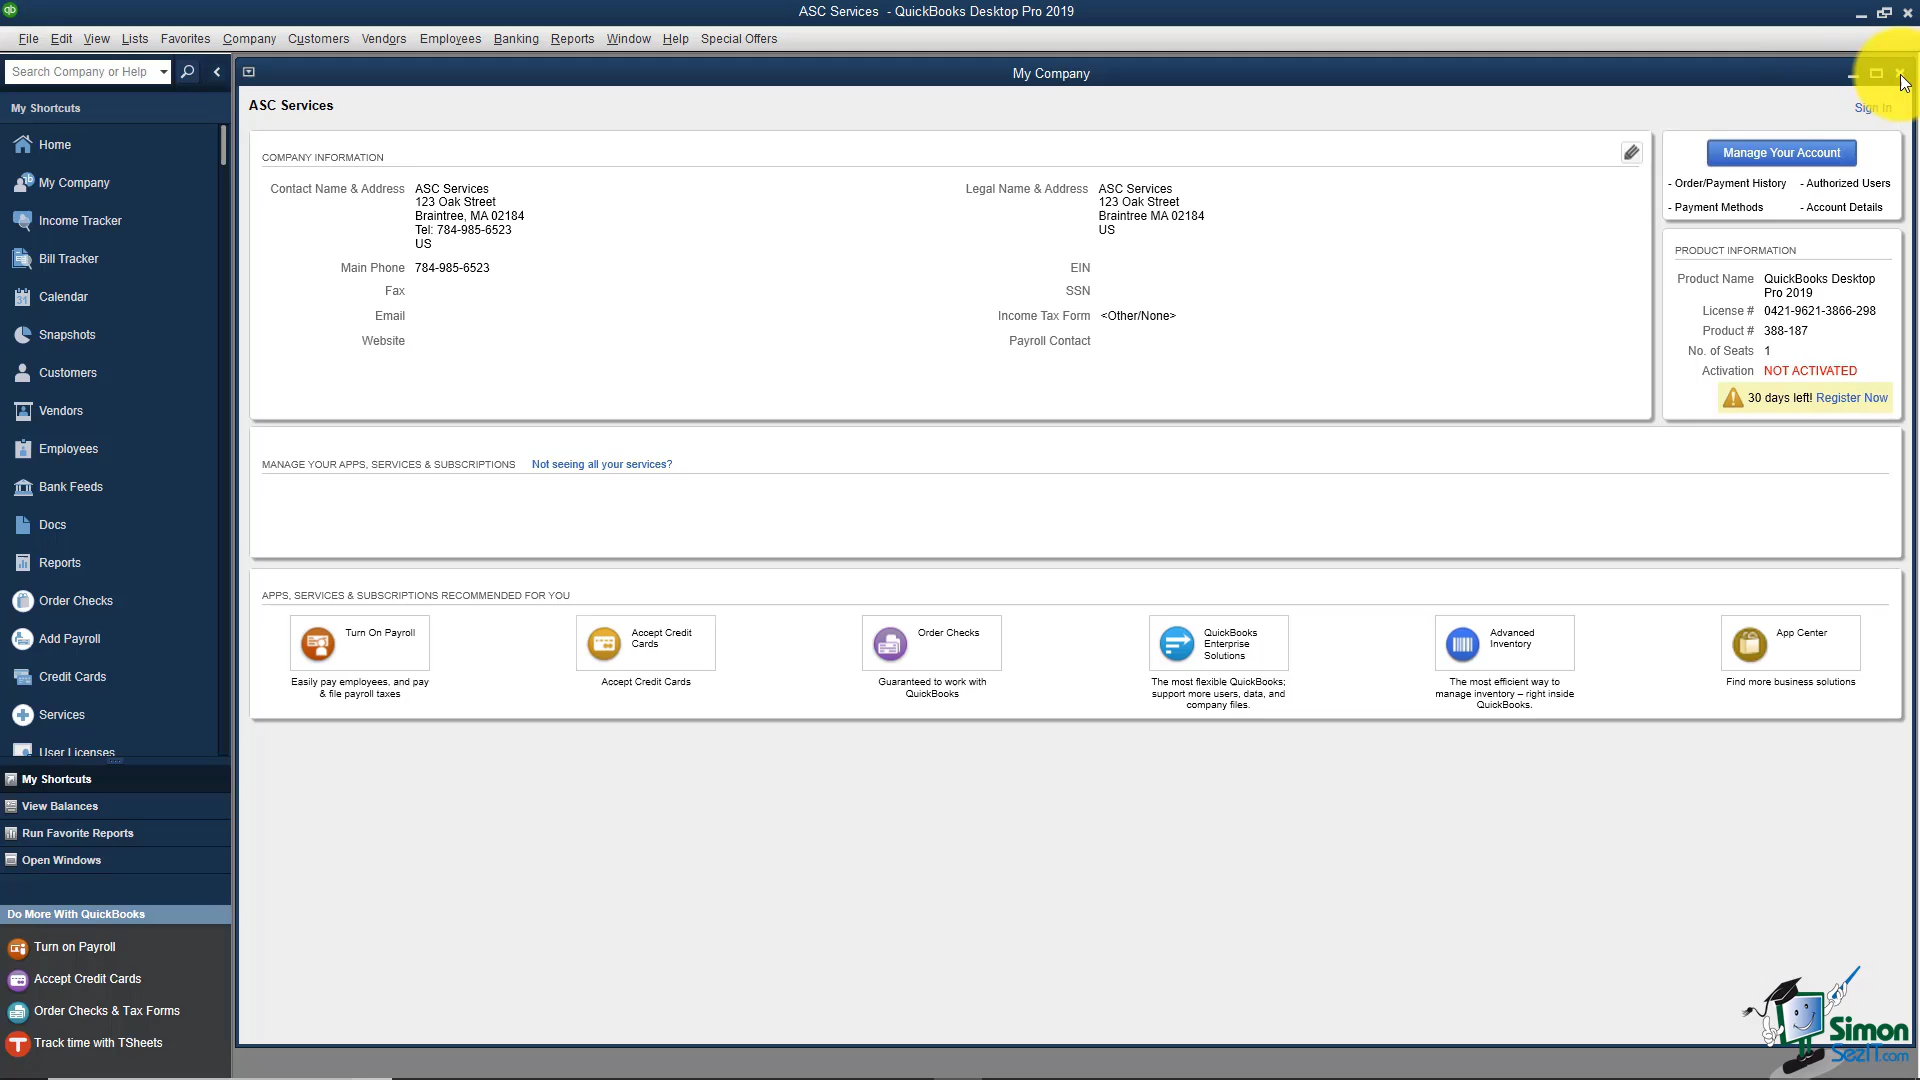 ASC Services - QuickBooks Desktop Pro 2019
File Edit View Lists Favorites Company Customers Vendors Employees Banking Reports Window Help Special Offers
Search Company or Help
My Company
My Shortcuts
Home
My Company
Income Tracker
Bill Tracker
Calendar
Snapshots
Customers
Vendors
Employees
Bank Feeds
Docs
Reports
Order Checks
Add Payroll
Credit Cards
Services
User Licenses
My Shortcuts
View Balances
Run Favorite Reports
Open Windows
Do More With QuickBooks
Turn on Payroll
Accept Credit Cards
Order Checks & Tax Forms
Track time with TSheets
ASC Services
Sign In
COMPANY INFORMATION
Contact Name & Address ASC Services
123 Oak Street
Braintree, MA 02184
Tel: 784-985-6523
US
Main Phone 784-985-6523
Fax
Email
Website
Legal Name & Address ASC Services
123 Oak Street
Braintree MA 02184
US
EIN
SSN
Income Tax Form <Other/None>
Payroll Contact
Manage Your Account
- Order/Payment History - Authorized Users
- Payment Methods - Account Details
PRODUCT INFORMATION
Product Name QuickBooks Desktop
Pro 2019
License # 0421-9621-3866-298
Product # 388-187
No. of Seats 1
Activation NOT ACTIVATED
30 days left! Register Now
MANAGE YOUR APPS, SERVICES & SUBSCRIPTIONS Not seeing all your services?
APPS, SERVICES & SUBSCRIPTIONS RECOMMENDED FOR YOU
Turn On Payroll
Easily pay employees, and pay
& file payroll taxes
Accept Credit
Cards
Accept Credit Cards
Order Checks
Guaranteed to work with
QuickBooks
QuickBooks
Enterprise
Solutions
The most flexible QuickBooks;
support more users, data, and
company files.
Advanced
Inventory
The most efficient way to
manage inventory – right inside
QuickBooks.
App Center
Find more business solutions
Simon
SezIT.com